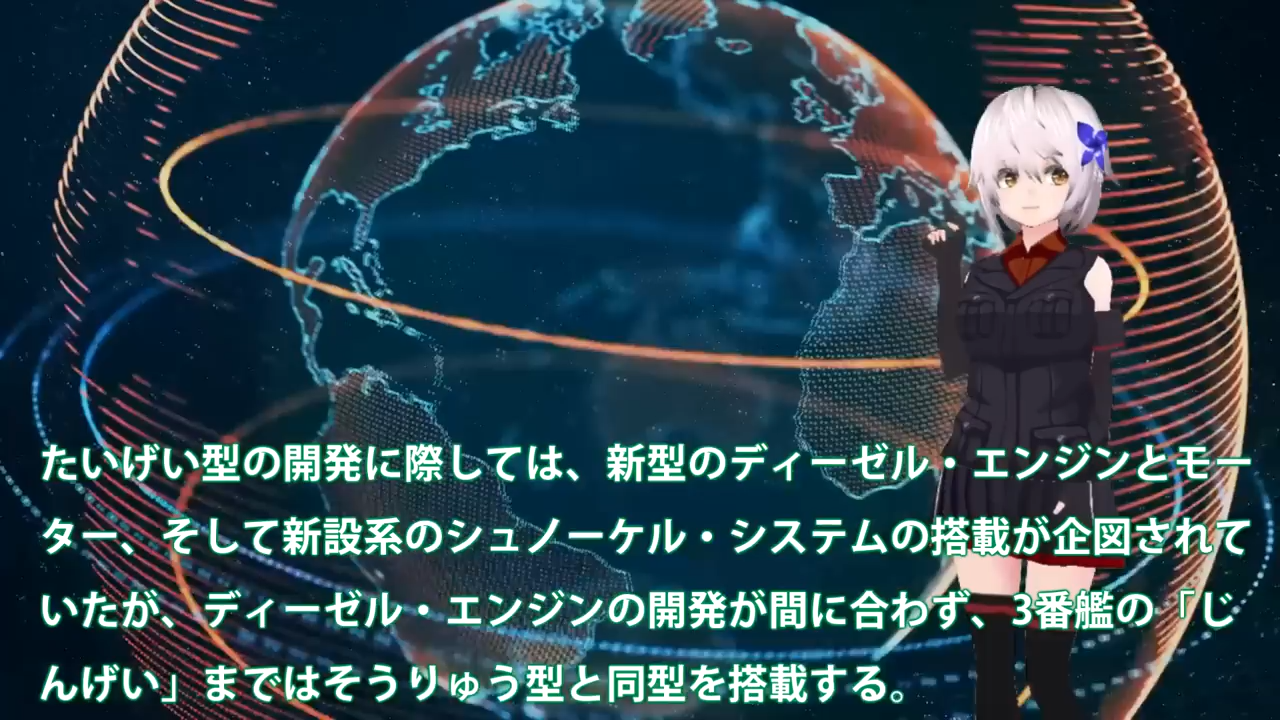 たいげい型の開発に際しては、新型のディーゼル・エンジンとモー
ター、そして新設系のシュノーケル・システムの搭載が企図されて
いたが、ディーゼル・エンジンの開発が間に合わず、3番艦の「じ
んげい」まではそうりゅう型と同型を搭載する。